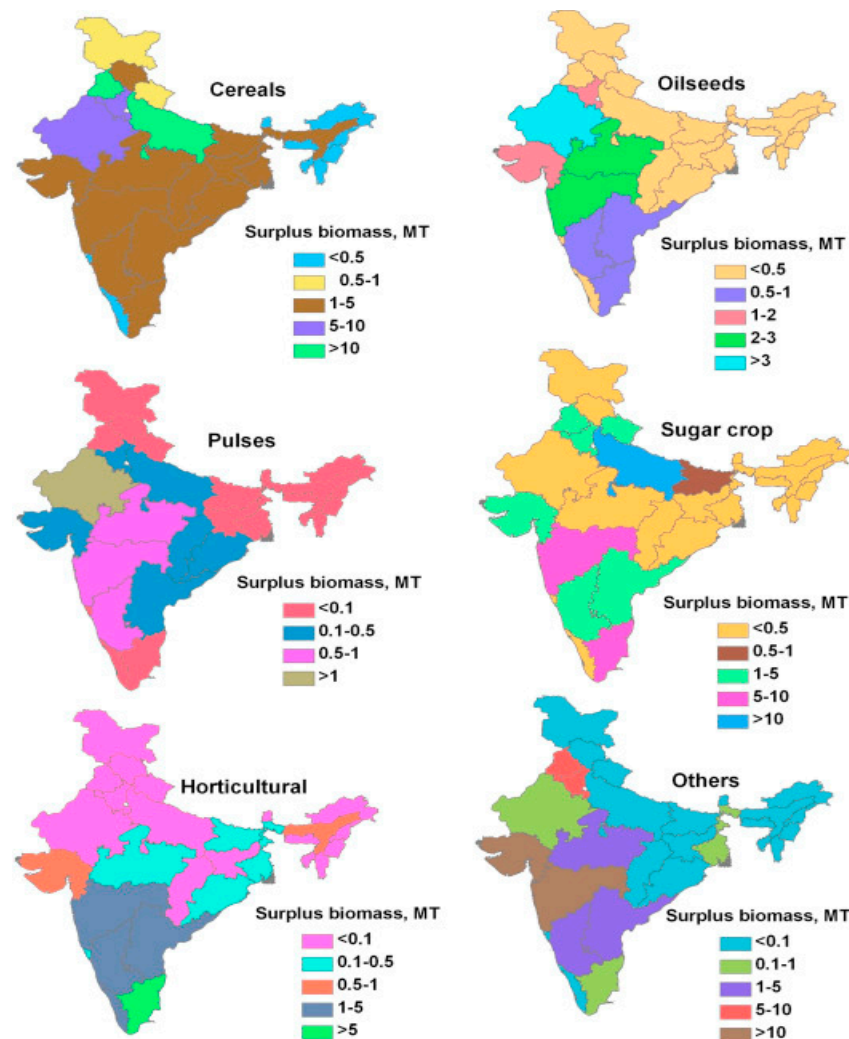 Cereals
Surplus biomass, MT
<0.5
0.5-1
1-5
5-10
>10
Oilseeds
Surplus biomass, MT
<0.5
0.5-1
1-2
2-3
>3
Pulses
Surplus biomass, MT
<0.1
0.1-0.5
0.5-1
>1
Sugar crop
Surplus biomass, MT
<0.5
0.5-1
1-5
5-10
>10
Horticultural
Surplus biomass, MT
<0.1
0.1-0.5
0.5-1
1-5
>5
Others
Surplus biomass, MT
<0.1
0.1-1
1-5
5-10
>10